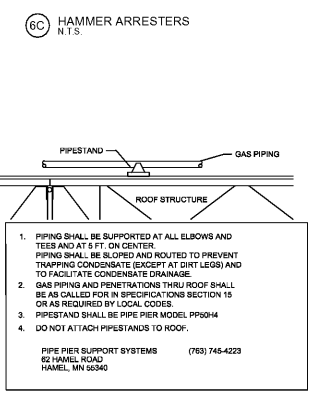 6C
HAMMER ARRESTERS
N.T.S.
PIPESTAND
GAS PIPING
ROOF STRUCTURE
1. PIPING SHALL BE SUPPORTED AT ALL ELBOWS AND
TEES AND AT 5 FT. ON CENTER.
PIPING SHALL BE SLOPED AND ROUTED TO PREVENT
TRAPPING CONDENSATE (EXCEPT AT DIRT LEGS) AND
TO FACILITATE CONDENSATE DRAINAGE.
2. GAS PIPING AND PENETRATIONS THRU ROOF SHALL
BE AS CALLED FOR IN SPECIFICATIONS SECTION 15
OR AS REQUIRED BY LOCAL CODES.
3. PIPESTAND SHALL BE PIPE PIER MODEL PP50H4
4. DO NOT ATTACH PIPESTANDS TO ROOF.
PIPE PIER SUPPORT SYSTEMS (763) 745-4223
62 HAMEL ROAD
HAMEL, MN 55340